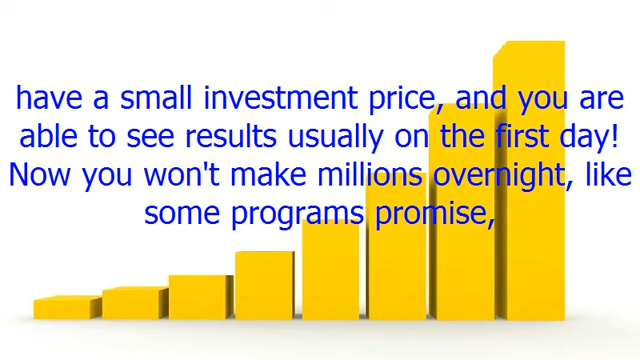 have a small investment price, and you are
able to see results usually on the first day!
Now you won't make millions overnight, like
some programs promise,